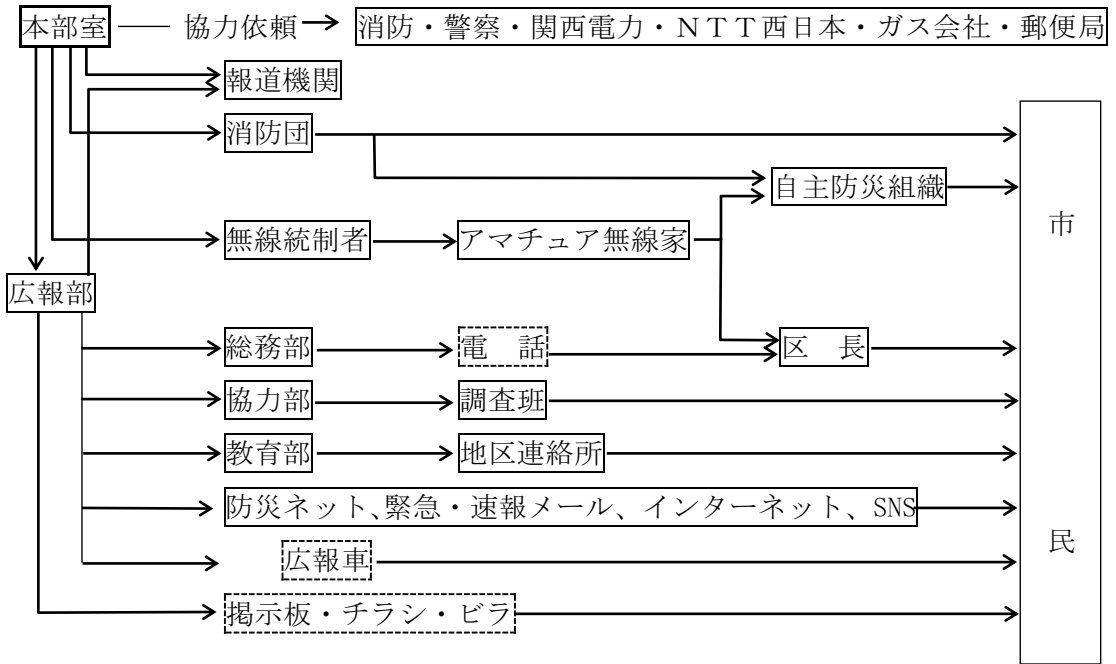 本部室 協力依頼 消防・警察・関西電力・ＮＴＴ西日本・ガス会社・郵便局
報道機関
消防団
自主防災組織
無線統制者 アマチュア無線家
広報部
総務部 電　話 区　長
協力部 調査班
教育部 地区連絡所
防災ネット、緊急・速報メール、インターネット、SNS
広報車
掲示板・チラシ・ビラ
市
民